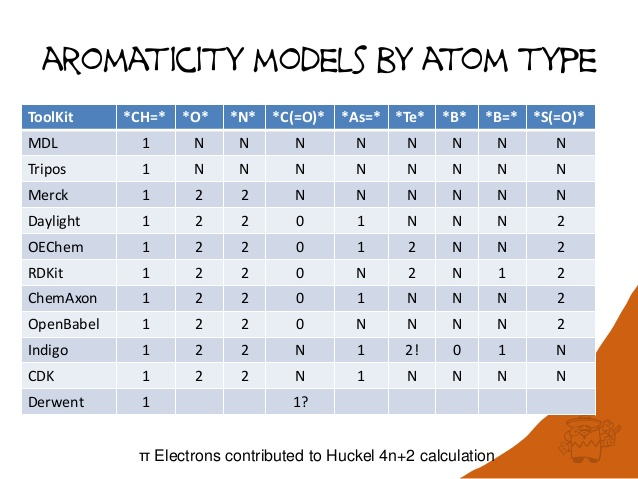 AROMATICITY MODELS BY ATOM TYPE
ToolKit *CH=* *O* *N* *C(=O)* *As=* *Te* *B* *B=* *S(=O)*
MDL 1 N N N N N N N N
Tripos 1 N N N N N N N N
Merck 1 2 2 N N N N N N
Daylight 1 2 2 0 1 N N N 2
OEChem 1 2 2 0 1 2 N N 2
RDKit 1 2 2 0 N 2 N 1 2
ChemAxon 1 2 2 0 1 N N N 2
OpenBabel 1 2 2 0 N N N N 2
Indigo 1 2 2 N 1 2! 0 1 N
CDK 1 2 2 N 1 N N N N
Derwent 1 1?
π Electrons contributed to Huckel 4n+2 calculation